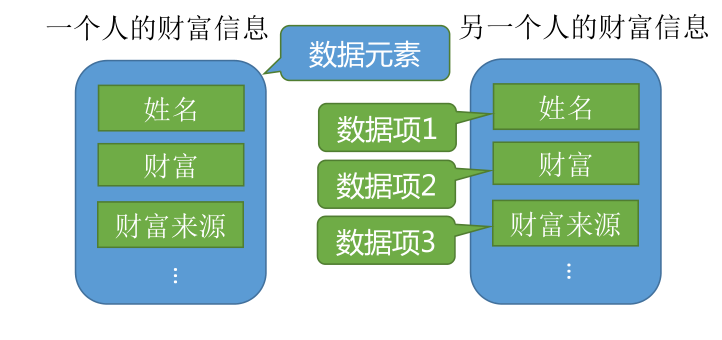 一个人的财富信息
另一个人的财富信息
数据元素
姓名
财富
财富来源
⋮
数据项1
数据项2
数据项3
姓名
财富
财富来源
⋮